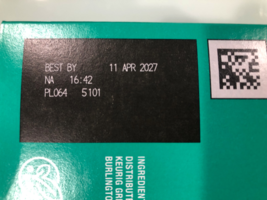 BEST BY 11 APR 2027
NA 16:42
PL064 5101
INGREDIENT
DISTRIBUTE
KEURIG GR
BURLINGTO